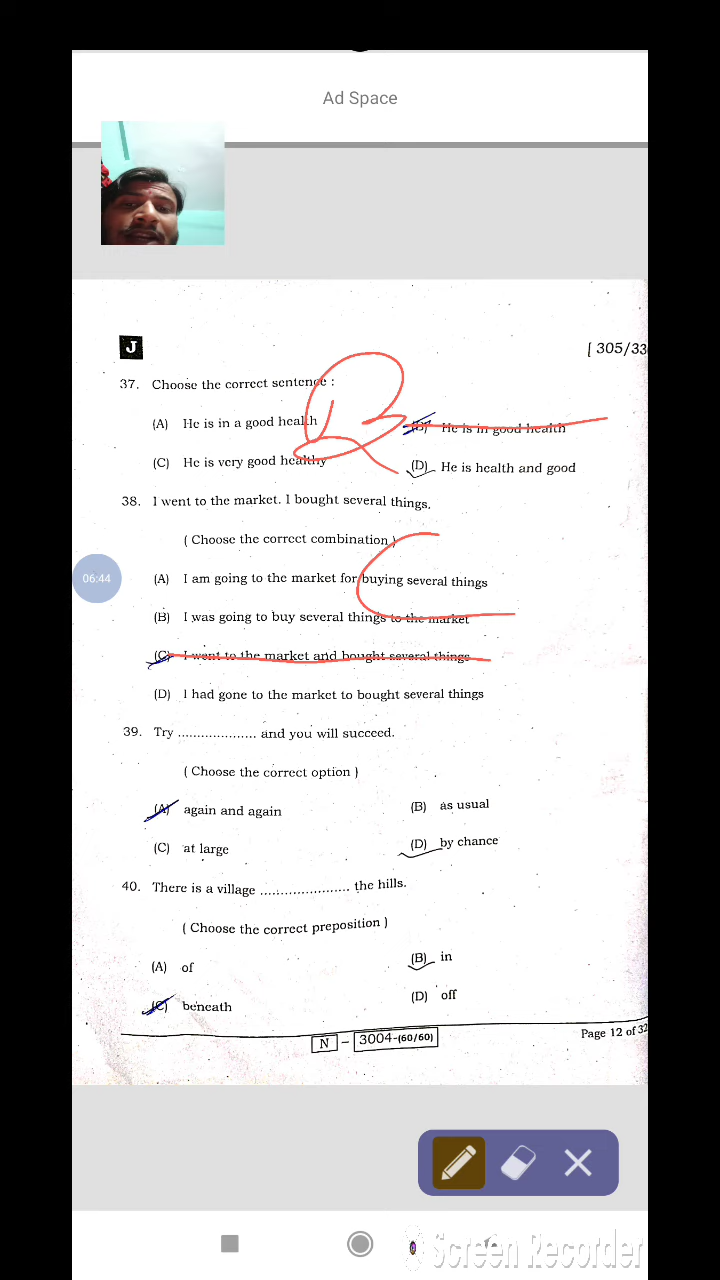 Ad Space
J
[ 305/33
37. Choose the correct sentence :
(A) He is in a good health
(B) He is in good health
(C) He is very good healthy
(D) He is health and good
38. I went to the market. I bought several things.
( Choose the correct combination )
(A) I am going to the market for buying several things
(B) I was going to buy several things to the market
(C) I went to the market and bought several things
(D) I had gone to the market to bought several things
39. Try .................... and you will succeed.
( Choose the correct option )
(A) again and again
(B) as usual
(C) at large
(D) by chance
40. There is a village ...................... the hills.
( Choose the correct preposition )
(A) of
(B) in
(C) beneath
(D) off
N – 3004-(60/60)
Page 12 of 32
06:44
B
C
Screen Recorder